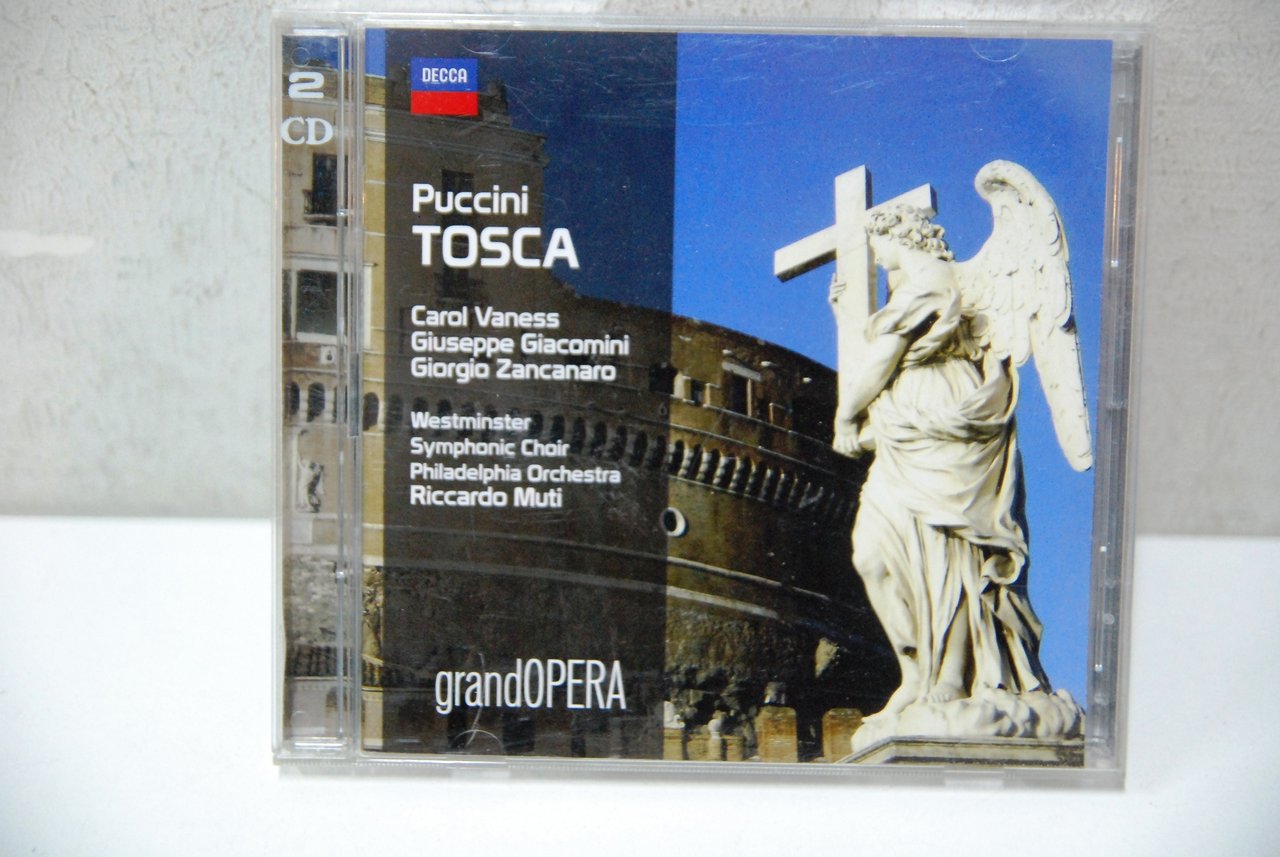 2
CD
DECCA
Puccini
TOSCA
Carol Vaness
Giuseppe Giacomini
Giorgio Zancanaro
Westminster
Symphonic Choir
Philadelphia Orchestra
Riccardo Muti
grandOPERA